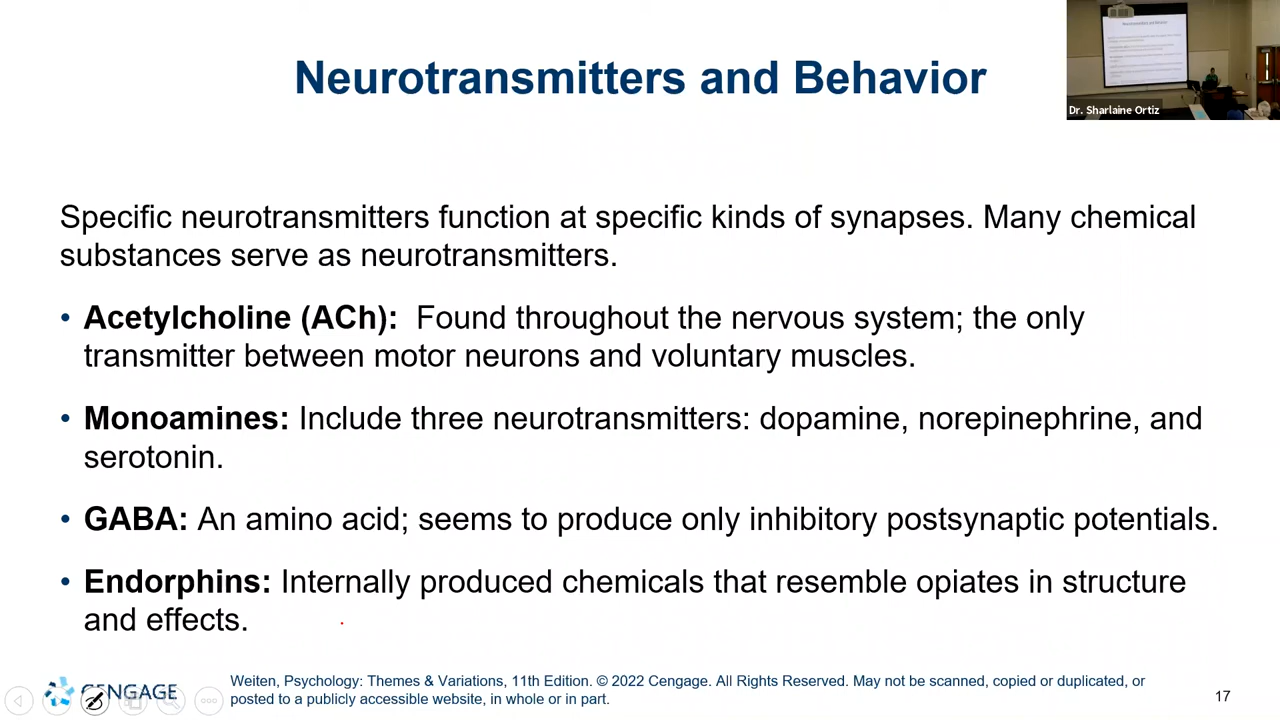 Neurotransmitters and Behavior
Dr. Sharlaine Ortiz
Specific neurotransmitters function at specific kinds of synapses. Many chemical
substances serve as neurotransmitters.
• Acetylcholine (ACh): Found throughout the nervous system; the only
transmitter between motor neurons and voluntary muscles.
• Monoamines: Include three neurotransmitters: dopamine, norepinephrine, and
serotonin.
• GABA: An amino acid; seems to produce only inhibitory postsynaptic potentials.
• Endorphins: Internally produced chemicals that resemble opiates in structure
and effects.
CENGAGE
Weiten, Psychology: Themes & Variations, 11th Edition. © 2022 Cengage. All Rights Reserved. May not be scanned, copied or duplicated, or
posted to a publicly accessible website, in whole or in part.
17